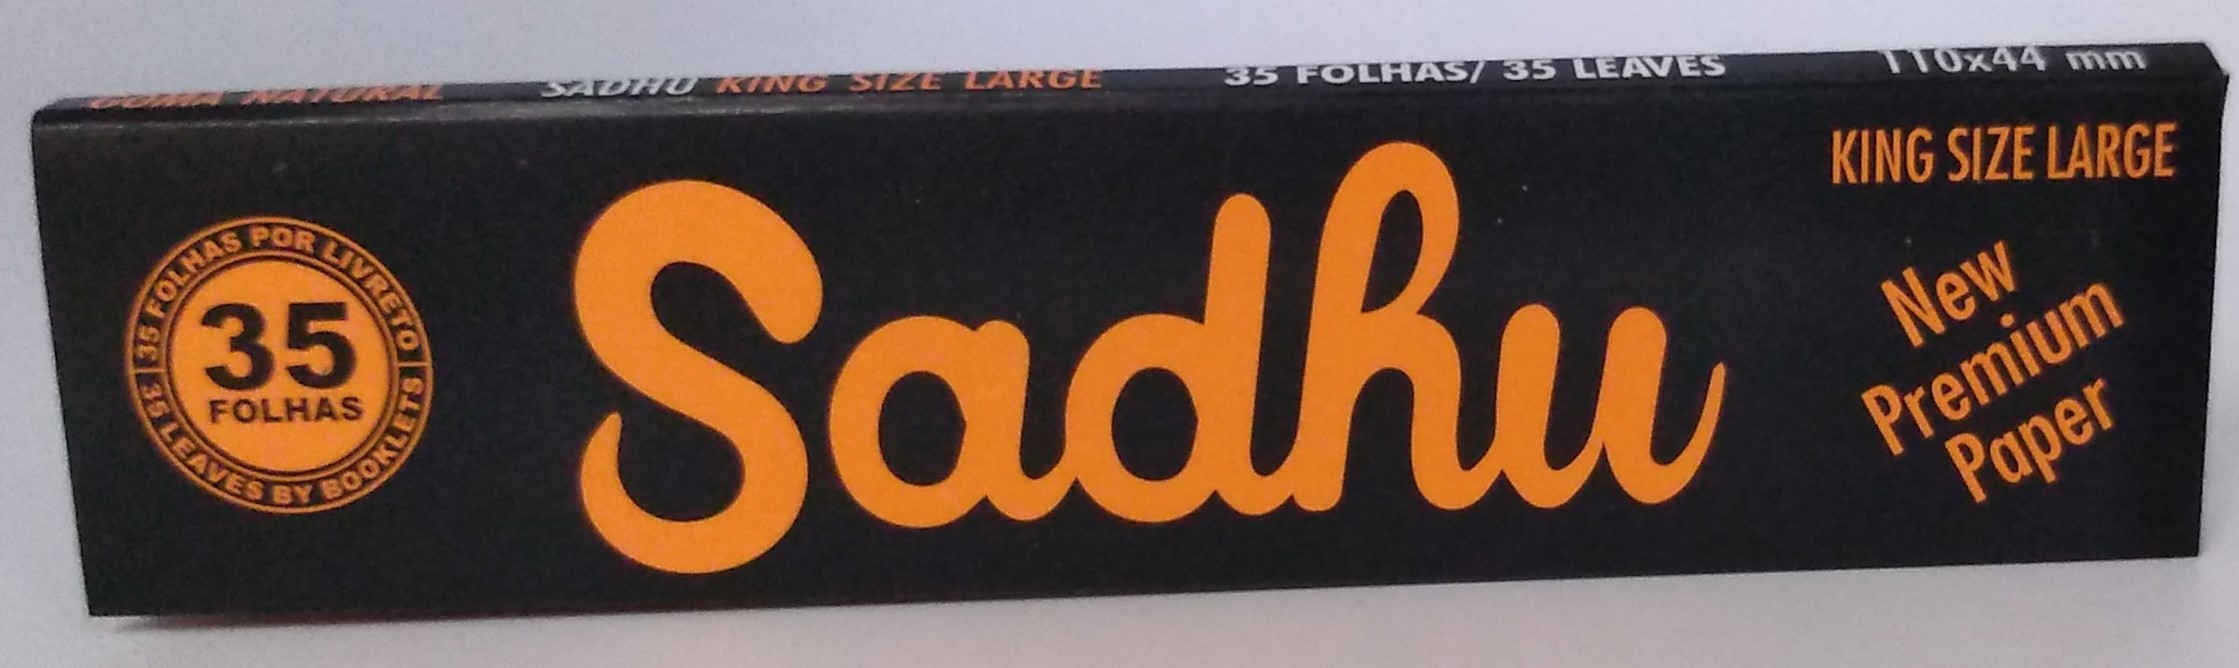 GOMA NATURAL SADHU KING SIZE LARGE 35 FOLHAS/ 35 LEAVES 110x44 mm
35 FOLHAS POR LIVRETO
35
FOLHAS
35 LEAVES BY BOOKLETS
Sadhu
KING SIZE LARGE
New
Premium
Paper